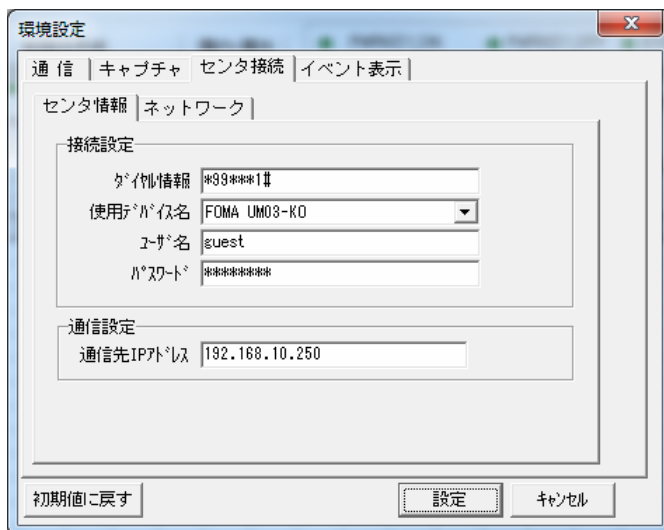 環境設定
通 信 キャプチャ センタ接続 イベント表示
センタ情報 ネットワーク
接続設定
ﾀﾞｲﾔﾙ情報 *99***1#
使用ﾃﾞﾊﾞｲｽ名 FOMA UM03-KO
ﾕｰｻﾞ名 guest
ﾊﾟｽﾜｰﾄﾞ ********
通信設定
通信先IPｱﾄﾞﾚｽ 192.168.10.250
初期値に戻す 設定 ｷｬﾝｾﾙ